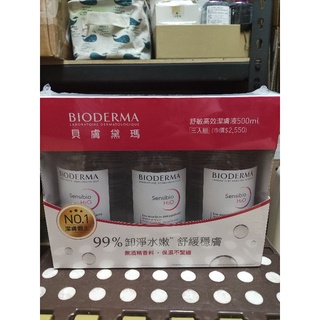 BIODERMA
LABORATOIRE DERMATOLOGIQUE
貝膚黛瑪
舒敏高效潔膚液500mL
三入組 (市價$2,550)
BIODERMA
Sensibio
H2O
BIODERMA
Sensibio
H2O
BIODERMA
Sensibio
H2O
NO.1
99%卸淨水嫩 舒緩穩膚
無酒精香料・保濕不緊繃